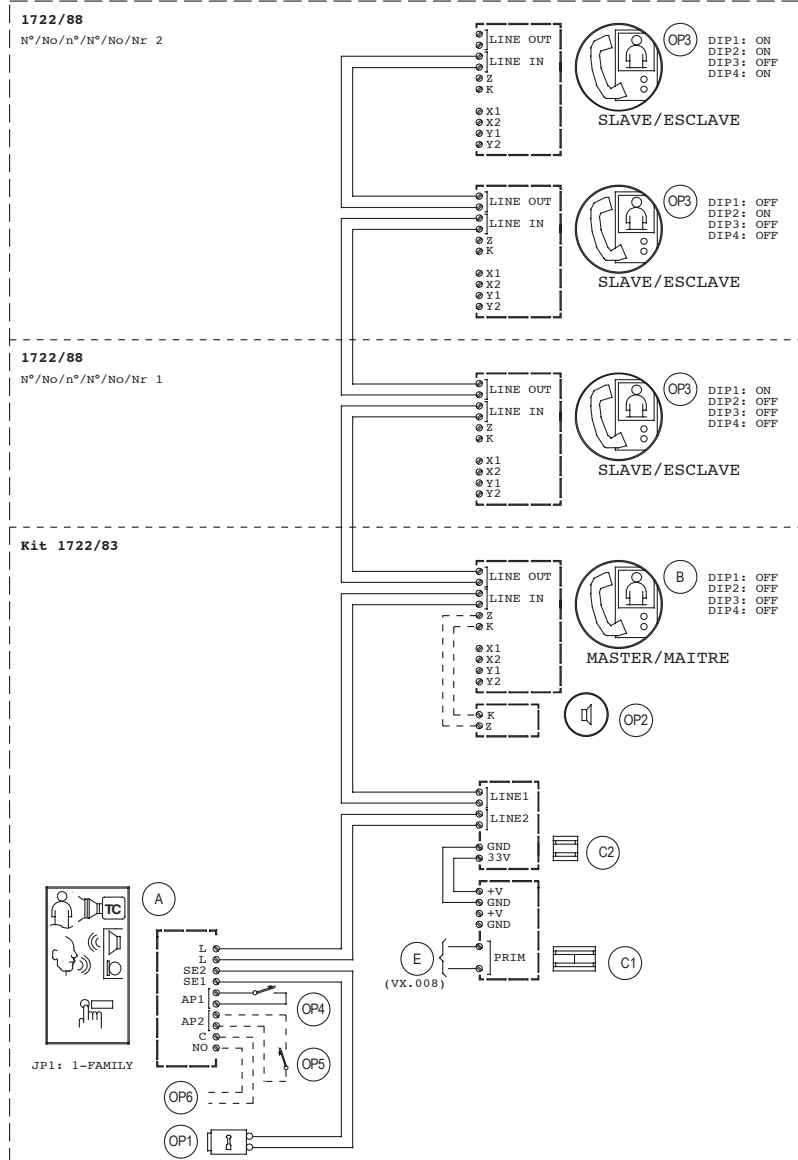 1722/88
N°/No/n°/N°/No/Nr 2
LINE OUT
LINE IN
Z
K
X1
X2
Y1
Y2
OP3
DIP1: ON
DIP2: ON
DIP3: OFF
DIP4: ON
SLAVE/ESCLAVE
LINE OUT
LINE IN
Z
K
X1
X2
Y1
Y2
OP3
DIP1: OFF
DIP2: ON
DIP3: OFF
DIP4: OFF
SLAVE/ESCLAVE
1722/88
N°/No/n°/N°/No/Nr 1
LINE OUT
LINE IN
Z
K
X1
X2
Y1
Y2
OP3
DIP1: ON
DIP2: OFF
DIP3: OFF
DIP4: OFF
SLAVE/ESCLAVE
Kit 1722/83
LINE OUT
LINE IN
Z
K
X1
X2
Y1
Y2
B
DIP1: OFF
DIP2: OFF
DIP3: OFF
DIP4: OFF
MASTER/MAITRE
K
Z
OP2
LINE1
LINE2
GND
33V
C2
+V
GND
+V
GND
PRIM
C1
E
(VX.008)
A
TC
JP1: 1-FAMILY
L
L
SE2
SE1
AP1
AP2
C
NO
OP4
OP5
OP6
OP1